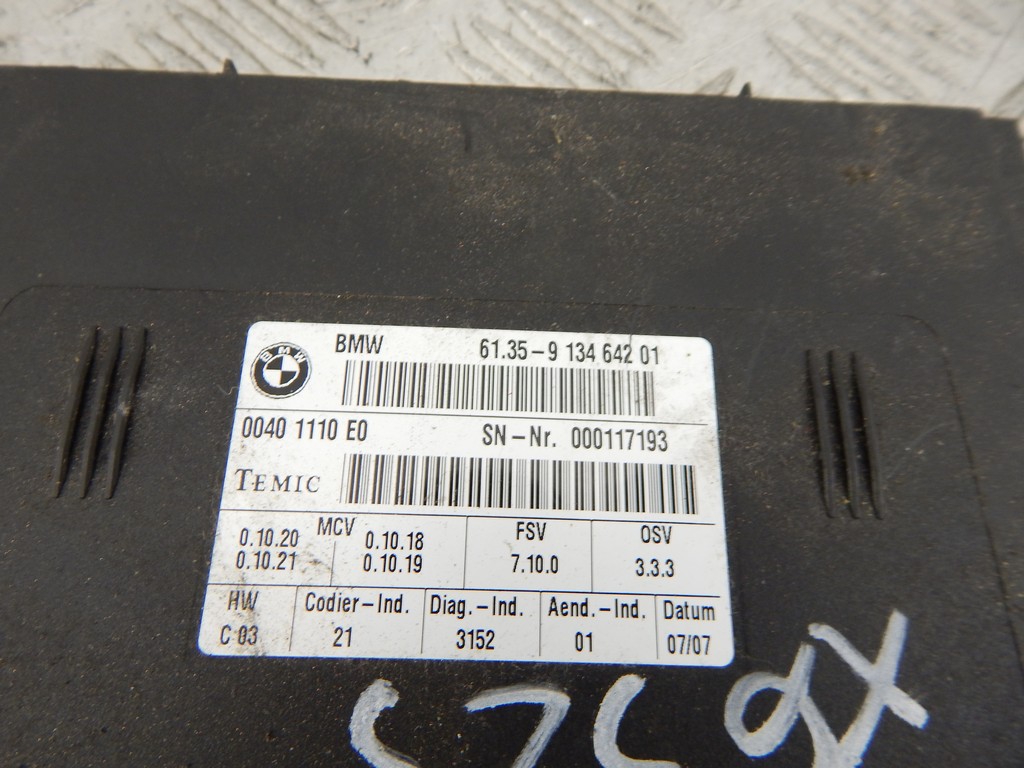 BMW
BMW 61.35-9 134 642 01
0040 1110 E0 SN-Nr. 000117193
TEMIC
MCV FSV OSV
0.10.20 0.10.18
0.10.21 0.10.19 7.10.0 3.3.3
HW Codier-Ind. Diag.-Ind. Aend.-Ind. Datum
C 03 21 3152 01 07/07